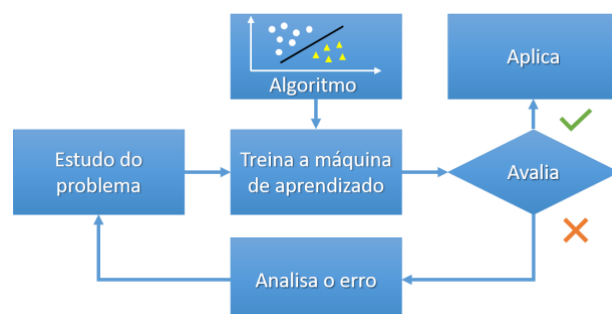 Algoritmo
Aplica
Estudo do
problema
Treina a máquina
de aprendizado
Avalia
Analisa o erro